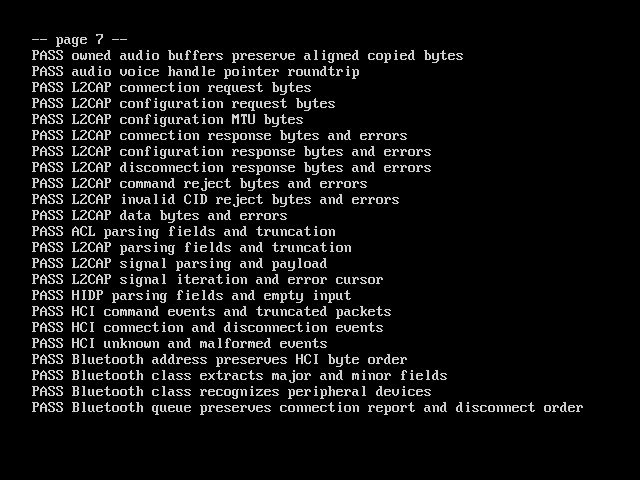 -- page 7 --
PASS owned audio buffers preserve aligned copied bytes
PASS audio voice handle pointer roundtrip
PASS L2CAP connection request bytes
PASS L2CAP configuration request bytes
PASS L2CAP configuration MTU bytes
PASS L2CAP connection response bytes and errors
PASS L2CAP configuration response bytes and errors
PASS L2CAP disconnection response bytes and errors
PASS L2CAP command reject bytes and errors
PASS L2CAP invalid CID reject bytes and errors
PASS L2CAP data bytes and errors
PASS ACL parsing fields and truncation
PASS L2CAP parsing fields and truncation
PASS L2CAP signal parsing and payload
PASS L2CAP signal iteration and error cursor
PASS HIDP parsing fields and empty input
PASS HCI command events and truncated packets
PASS HCI connection and disconnection events
PASS HCI unknown and malformed events
PASS Bluetooth address preserves HCI byte order
PASS Bluetooth class extracts major and minor fields
PASS Bluetooth class recognizes peripheral devices
PASS Bluetooth queue preserves connection report and disconnect order